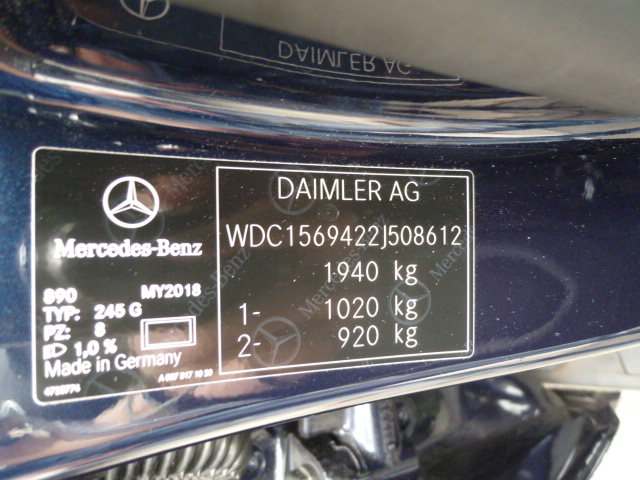 DAIMLER AG
Mercedes-Benz
890 MY2018
TYP: 245 G
PZ: 8
1,0 %
Made in Germany
4735774
DAIMLER AG
WDC1569422J508612
1940 kg
1- 1020 kg
2- 920 kg